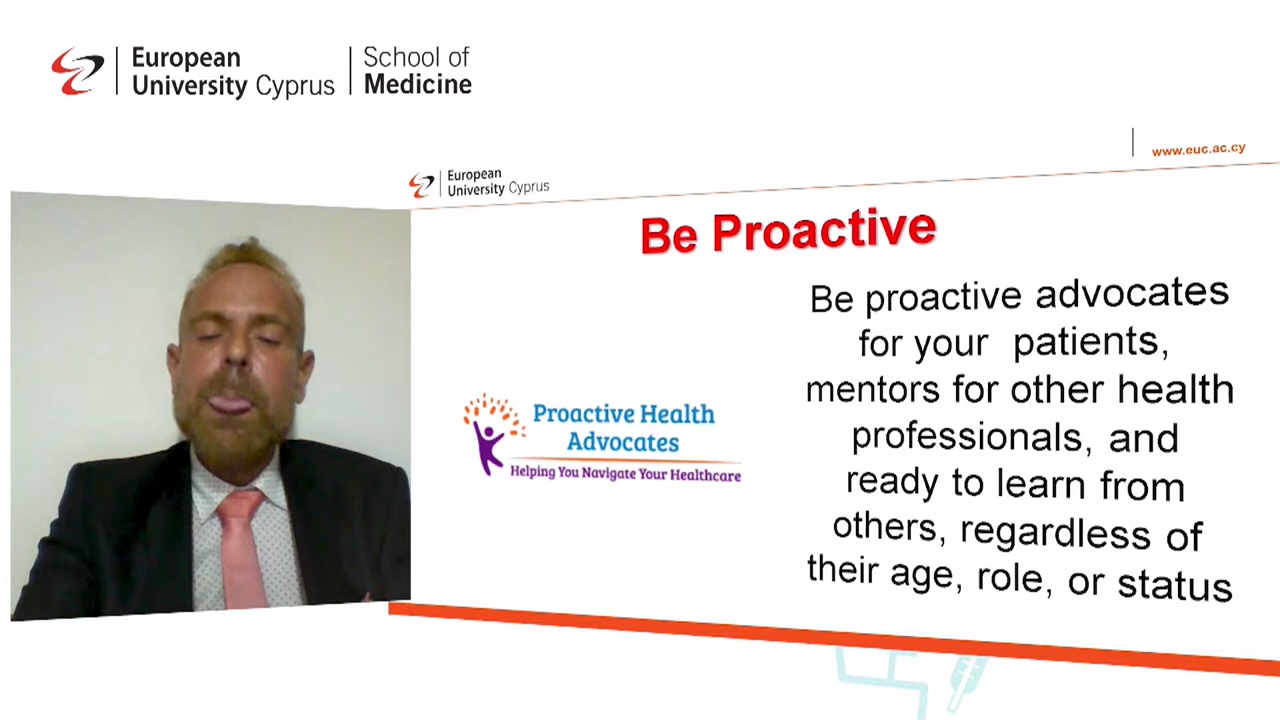 European
University Cyprus
School of
Medicine
www.euc.ac.cy
European
University Cyprus
Be Proactive
Be proactive advocates
for your patients,
mentors for other health
professionals, and
ready to learn from
others, regardless of
their age, role, or status
Proactive Health
Advocates
Helping You Navigate Your Healthcare